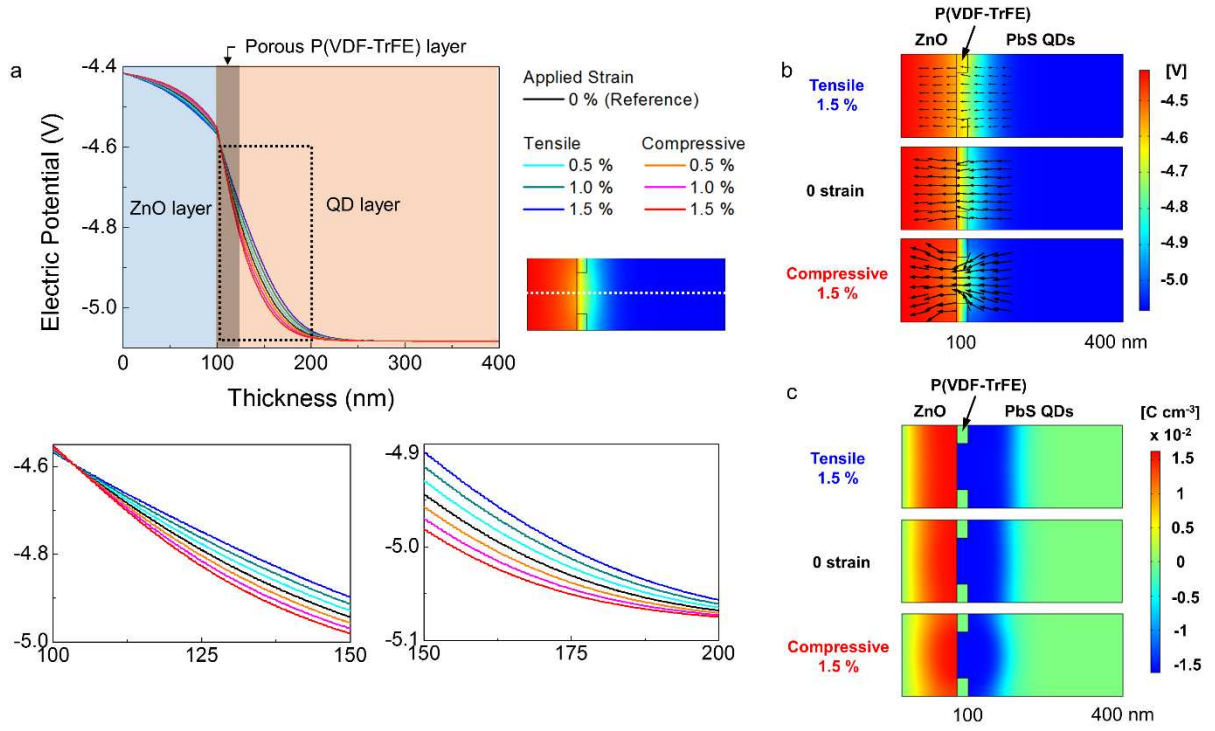 a
Porous P(VDF-TrFE) layer
Electric Potential (V)
-4.4
-4.6
-4.8
-5.0
ZnO layer
QD layer
0 100 200 300 400
Thickness (nm)
Applied Strain
0 % (Reference)
Tensile Compressive
0.5 % 0.5 %
1.0 % 1.0 %
1.5 % 1.5 %
-4.6
-4.8
-5.0
100 125 150
-4.9
-5.0
-5.1
150 175 200
b
P(VDF-TrFE)
ZnO PbS QDs
Tensile
1.5 %
0 strain
Compressive
1.5 %
100 400 nm
[V]
-4.5
-4.6
-4.7
-4.8
-4.9
-5.0
c
P(VDF-TrFE)
ZnO PbS QDs
Tensile
1.5 %
0 strain
Compressive
1.5 %
100 400 nm
[C cm⁻³]
x 10⁻²
1.5
1
0.5
0
-0.5
-1
-1.5